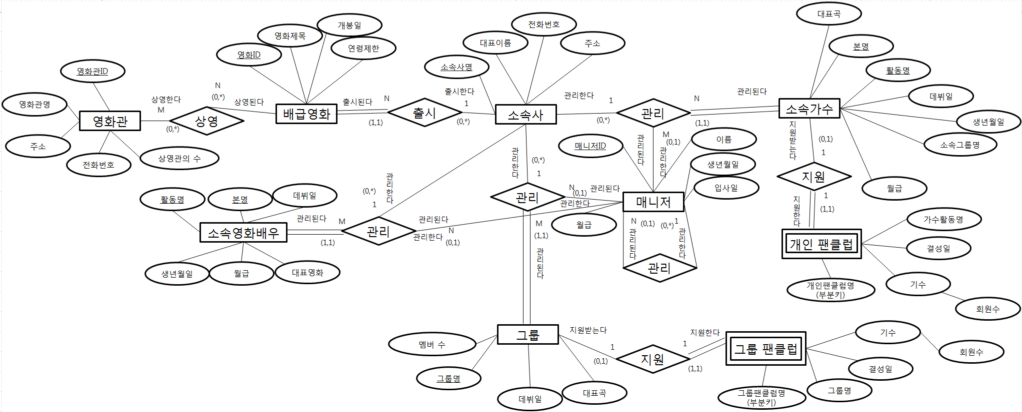 대표곡
개봉일
전화번호
영화제목
대표이름
본명
영화ID
연령제한
주소
소속사명
활동명
영화관ID
데뷔일
영화관명
생년월일
주소
소속그룹명
전화번호
상영관의 수
월급
영화관
상영한다
M
(0,*)
상영
N
(0,*)
상영된다
배급영화
출시된다
N
(1,1)
출시
출시한다
1
(0,*)
소속사
관리한다
1
(0,*)
관리
N
(1,1)
관리된다
소속가수
M
(0,1)
관리된다
관리한다
매니저ID
이름
생년월일
입사일
월급
매니저
지원받는다
(0,1)
1
지원
1
(1,1)
지원한다
개인 팬클럽
가수활동명
결성일
기수
회원수
개인팬클럽명
(부분키)
관리한다
(0,*)
1
관리
N
(0,1)
관리된다
관리한다
M
(1,1)
관리된다
N
(0,1)
(0,*)
1
관리된다
관리한다
관리
활동명
본명
데뷔일
소속영화배우
생년월일
월급
대표영화
관리된다
M
(1,1)
관리
(0,*)
1
관리한다
관리된다
관리한다
N
(0,1)
그룹
멤버 수
그룹명
데뷔일
대표곡
지원받는다
1
(0,1)
지원
지원한다
1
(1,1)
그룹 팬클럽
기수
회원수
결성일
그룹명
그룹팬클럽명
(부분키)